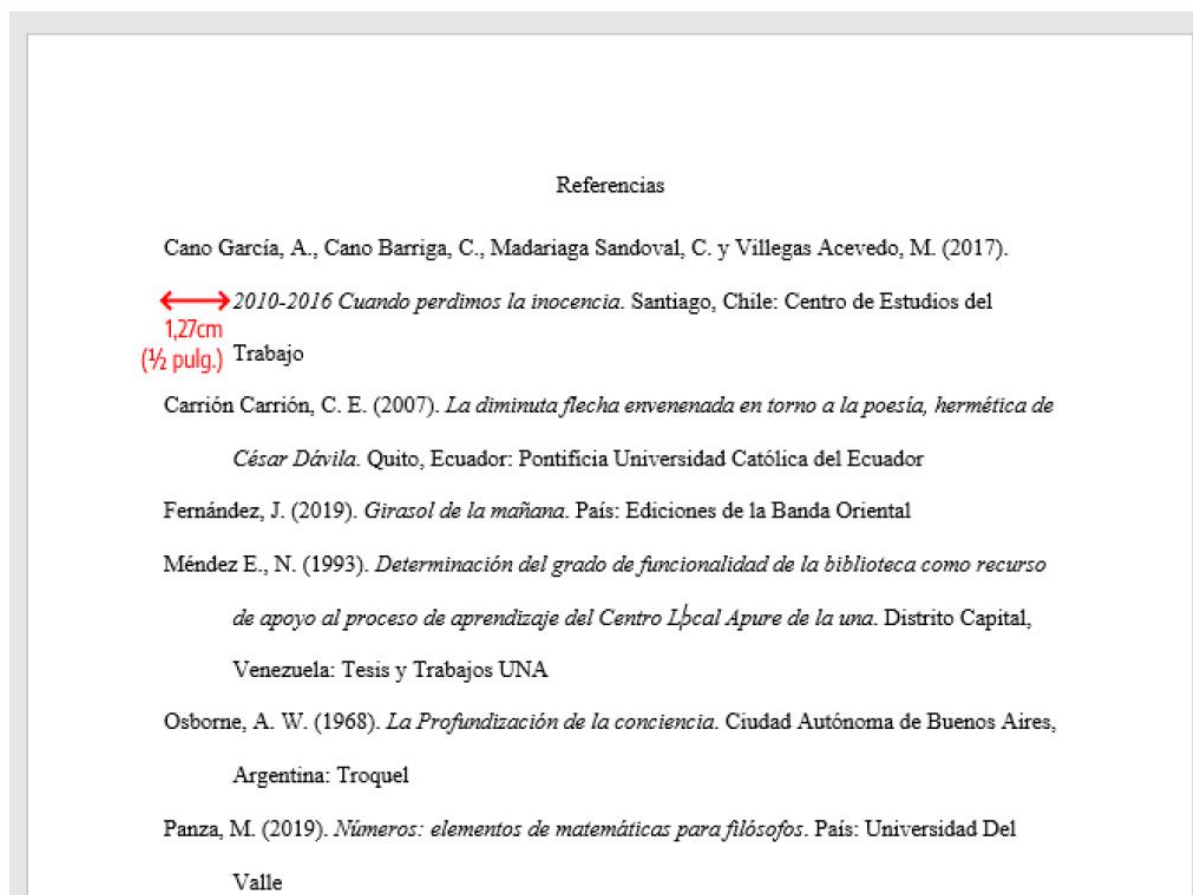 Referencias
Cano García, A., Cano Barriga, C., Madariaga Sandoval, C. y Villegas Acevedo, M. (2017).
2010-2016 Cuando perdimos la inocencia. Santiago, Chile: Centro de Estudios del
1,27cm
(½ pulg.)
Trabajo
Carrión Carrión, C. E. (2007). La diminuta flecha envenenada en torno a la poesía, hermética de
César Dávila. Quito, Ecuador: Pontificia Universidad Católica del Ecuador
Fernández, J. (2019). Girasol de la mañana. País: Ediciones de la Banda Oriental
Méndez E., N. (1993). Determinación del grado de funcionalidad de la biblioteca como recurso
de apoyo al proceso de aprendizaje del Centro Local Apure de la una. Distrito Capital,
Venezuela: Tesis y Trabajos UNA
Osborne, A. W. (1968). La Profundización de la conciencia. Ciudad Autónoma de Buenos Aires,
Argentina: Troquel
Panza, M. (2019). Números: elementos de matemáticas para filósofos. País: Universidad Del
Valle